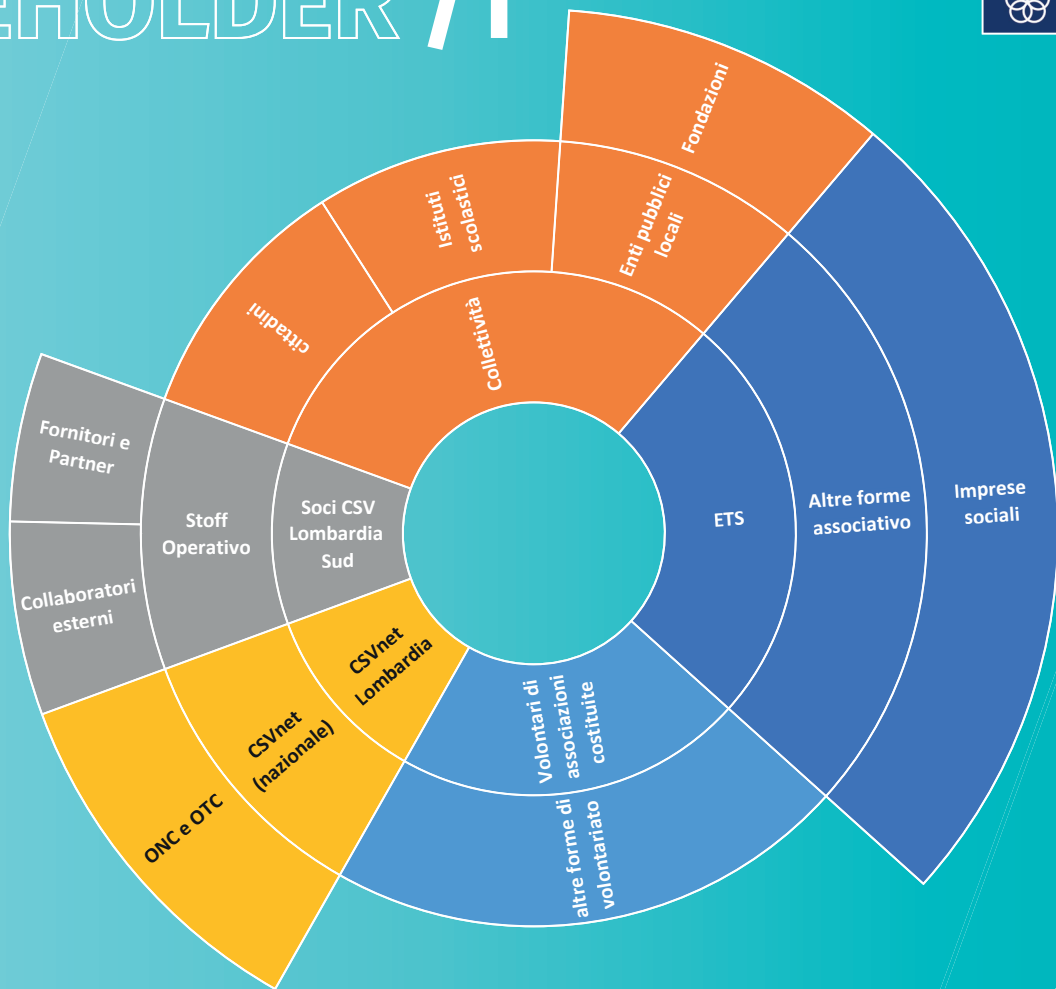 EHOLDER /1
Fondazioni
Istituti
scolastici
Enti pubblici
locali
cittadini
Collettività
Fornitori e
Partner
Stoff
Operativo
Soci CSV
Lombardia
Sud
Collaboratori
esterni
ETS
Altre forme
associativo
Imprese
sociali
CSVnet
Lombardia
CSVnet
(nazionale)
ONC e OTC
Volontari di
associazioni
costituite
altre forme di
volontariato